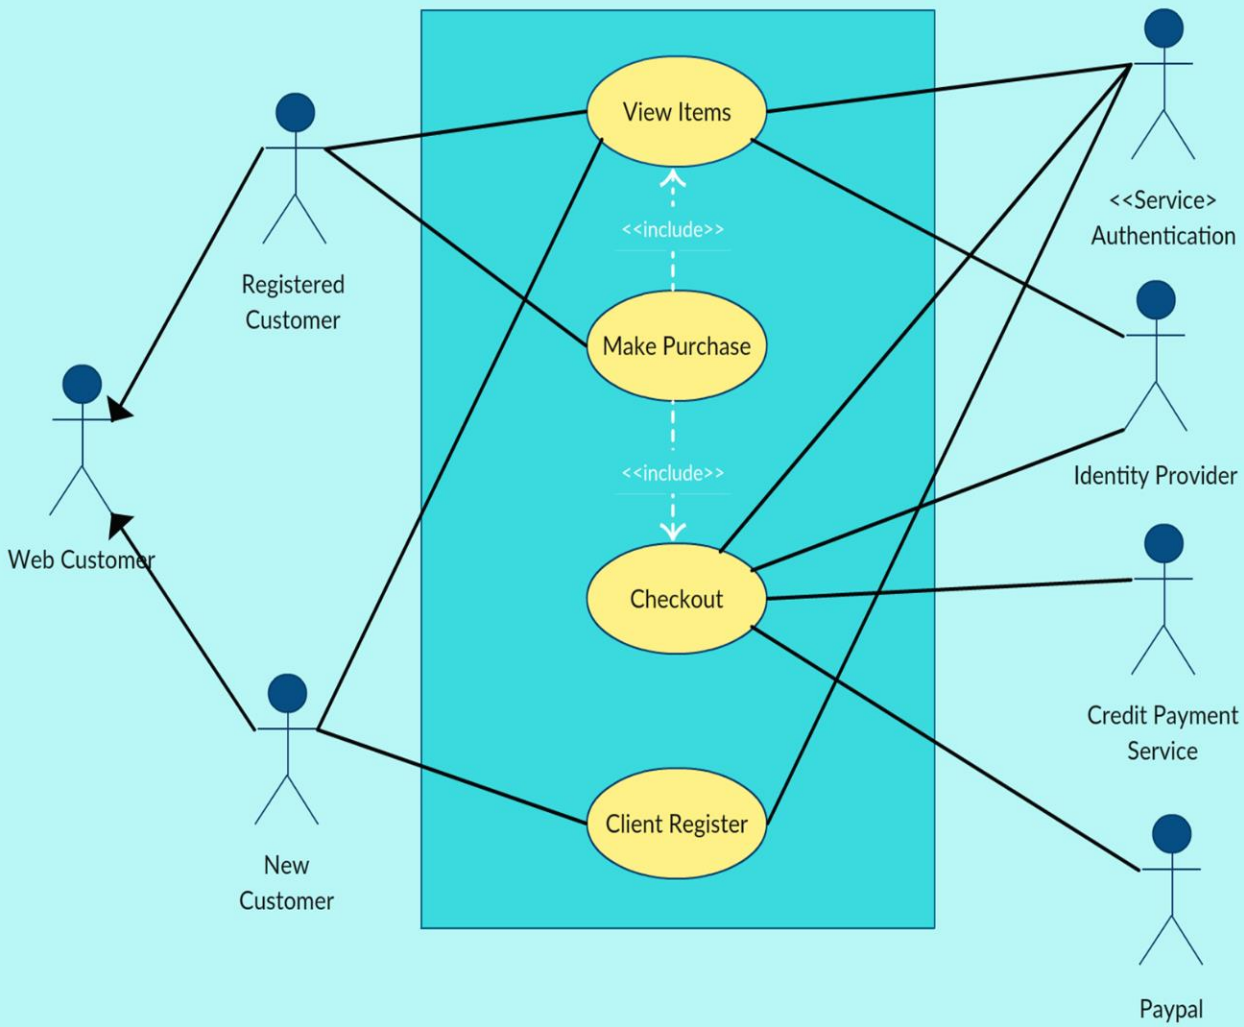 View Items
<<Service>
Authentication
<<include>>
Registered
Customer
Make Purchase
<<include>>
Identity Provider
Web Customer
Checkout
Credit Payment
Service
Client Register
New
Customer
Paypal